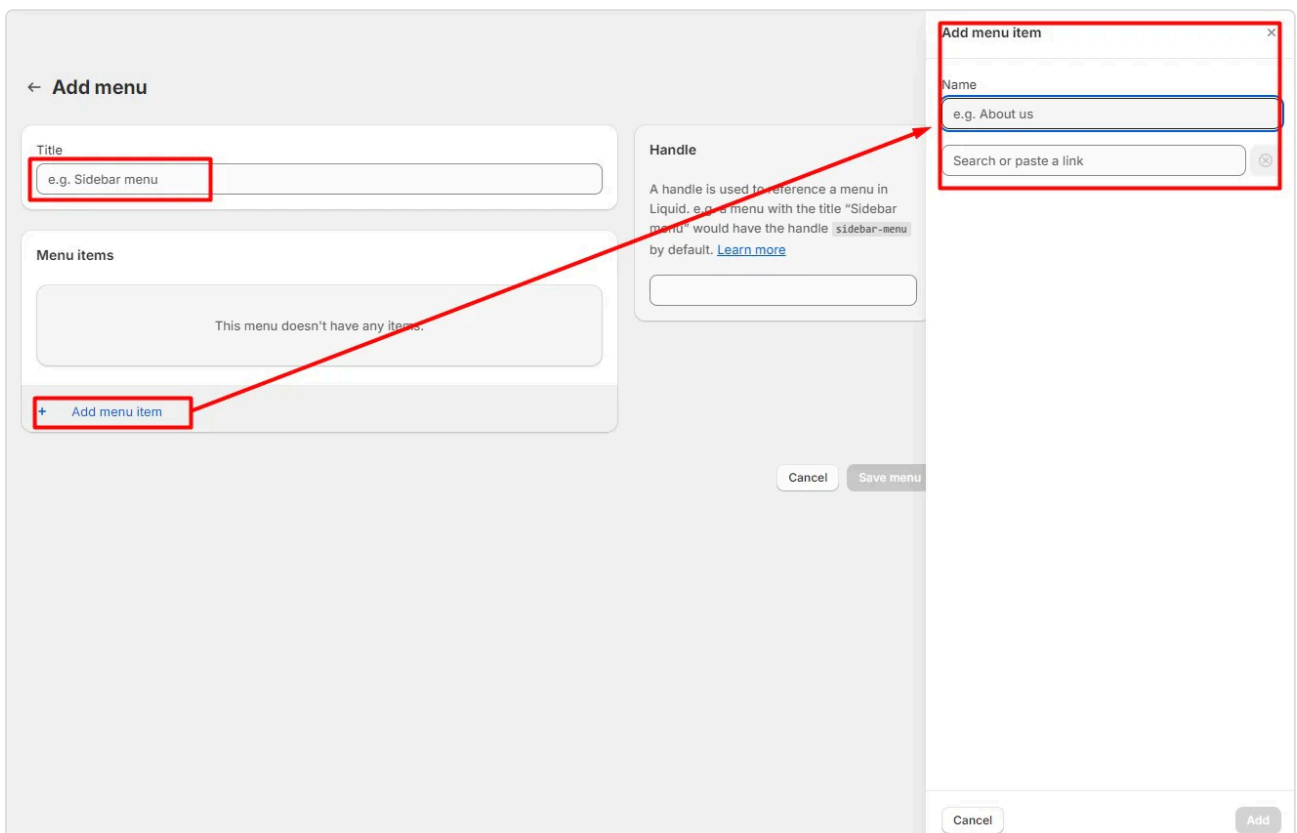 ← Add menu
Title
e.g. Sidebar menu
Menu items
This menu doesn't have any items.
+ Add menu item
Handle
A handle is used to reference a menu in
Liquid. e.g. a menu with the title “Sidebar
menu” would have the handle sidebar-menu
by default. Learn more
Cancel
Save menu
Add menu item
Name
e.g. About us
Search or paste a link
Cancel
Add